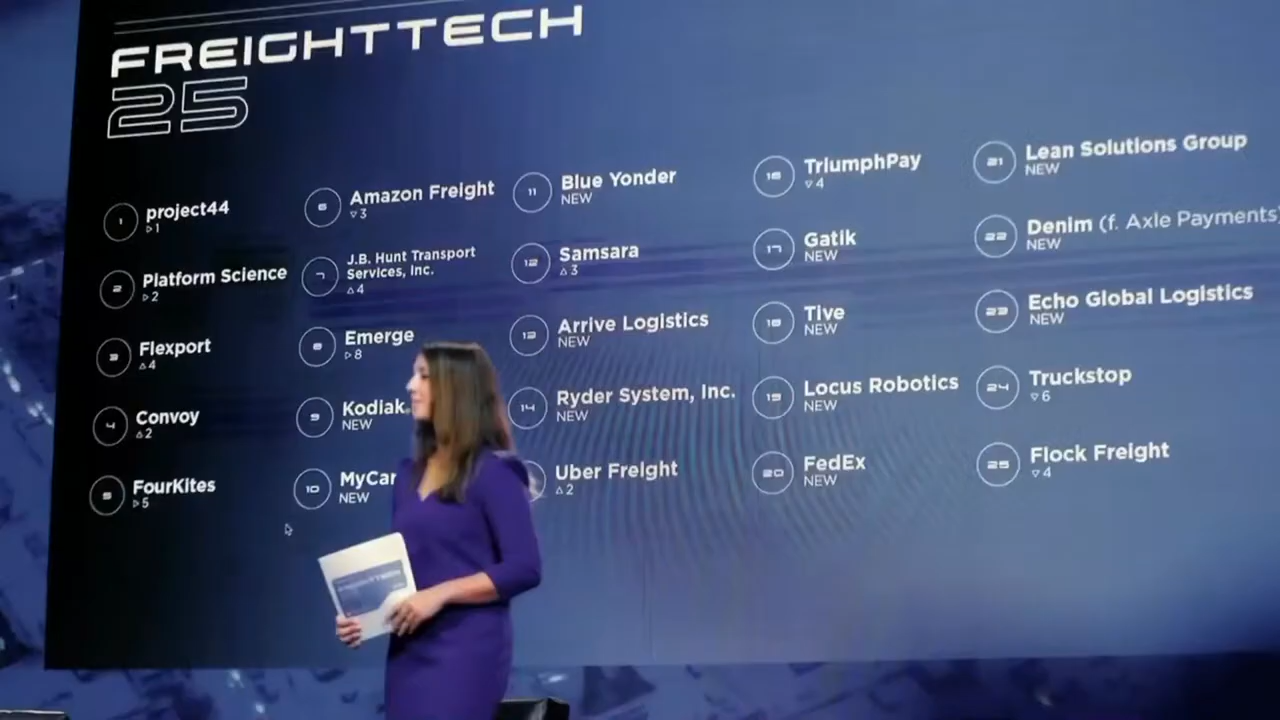 FREIGHTTECH
25
1 project44
▷1
2 Platform Science
▷2
3 Flexport
△4
4 Convoy
△2
5 FourKites
▷5
6 Amazon Freight
▽3
7 J.B. Hunt Transport
Services, Inc.
△4
8 Emerge
▷8
9 Kodiak
NEW
10 MyCar
NEW
11 Blue Yonder
NEW
12 Samsara
△3
13 Arrive Logistics
NEW
14 Ryder System, Inc.
NEW
Uber Freight
△2
16 TriumphPay
▽4
17 Gatik
NEW
18 Tive
NEW
19 Locus Robotics
NEW
20 FedEx
NEW
21 Lean Solutions Group
NEW
22 Denim (f. Axle Payments)
NEW
23 Echo Global Logistics
NEW
24 Truckstop
▽6
25 Flock Freight
▽4
FREIGHTTECH